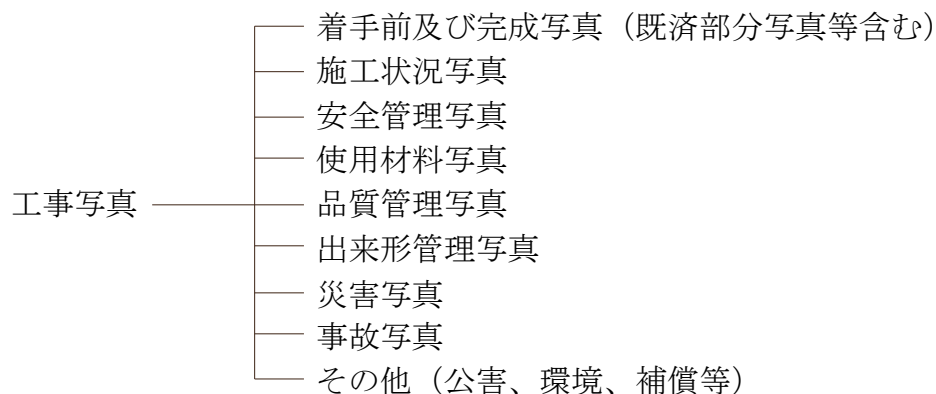 着手前及び完成写真（既済部分写真等含む）
施工状況写真
安全管理写真
使用材料写真
工事写真
品質管理写真
出来形管理写真
災害写真
事故写真
その他（公害、環境、補償等）